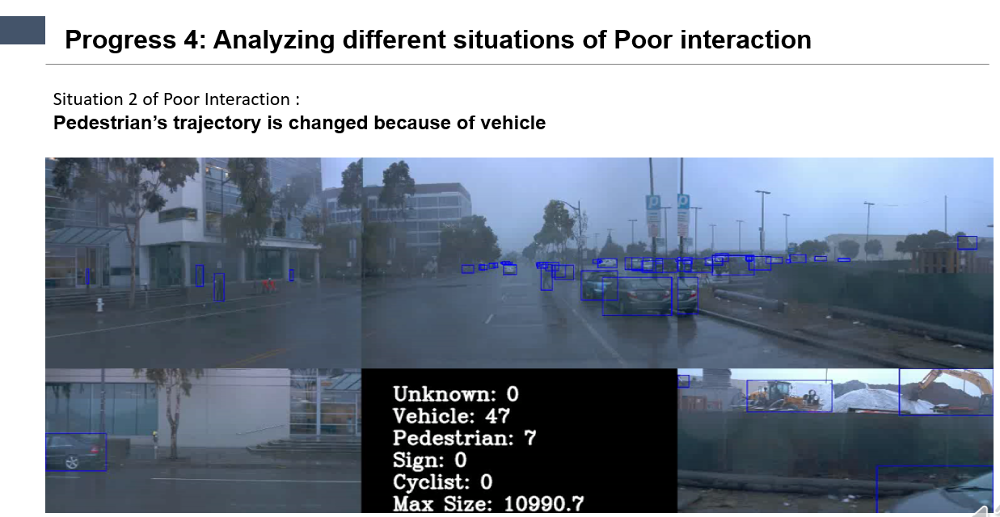 Progress 4: Analyzing different situations of Poor interaction
Situation 2 of Poor Interaction :
Pedestrian’s trajectory is changed because of vehicle
P
P
Unknown: 0
Vehicle: 47
Pedestrian: 7
Sign: 0
Cyclist: 0
Max Size: 10990.7